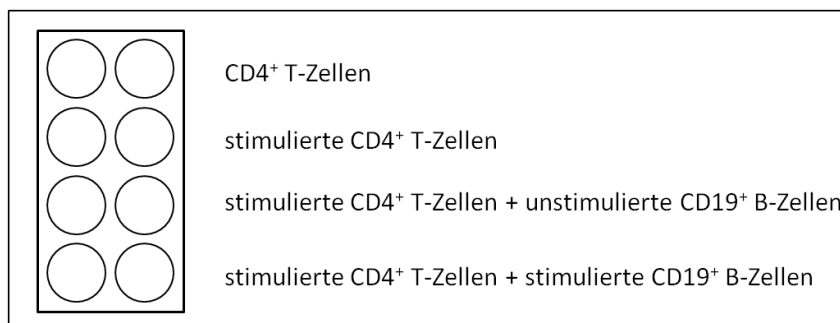 CD4⁺ T-Zellen
stimulierte CD4⁺ T-Zellen
stimulierte CD4⁺ T-Zellen + unstimulierte CD19⁺ B-Zellen
stimulierte CD4⁺ T-Zellen + stimulierte CD19⁺ B-Zellen